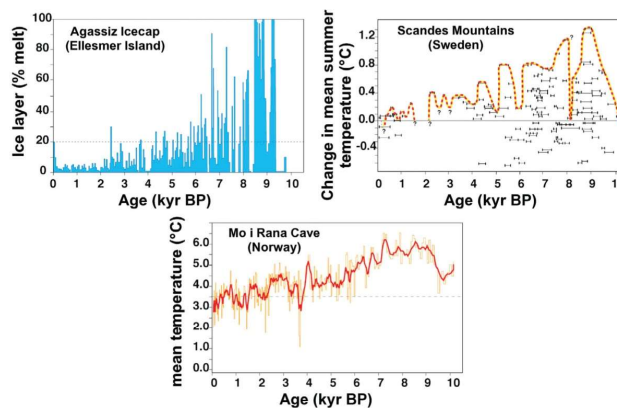 Agassiz Icecap
(Ellesmer Island)
Ice layer (% melt)
100
80
60
40
20
0
0 1 2 3 4 5 6 7 8 9 10
Age (kyr BP)
Scandes Mountains
(Sweden)
Change in mean summer
temperature (°C)
1.2
0.8
0.4
0
-0.4
? ? ? ? ? ?
0 1 2 3 4 5 6 7 8 9 10
Age (kyr BP)
Mo i Rana Cave
(Norway)
mean temperature (°C)
6.0
5.0
4.0
3.0
2.0
1.0
0.0
0 1 2 3 4 5 6 7 8 9 10
Age (kyr BP)